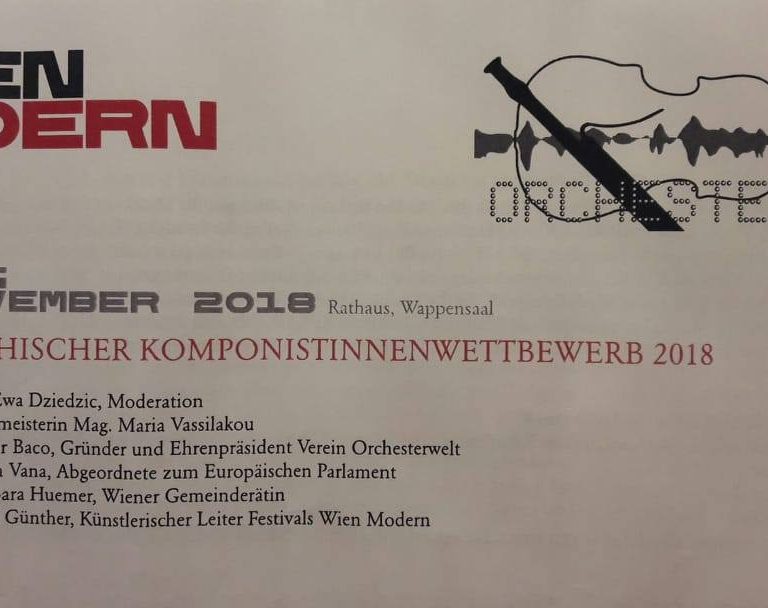 EN
DERN
ORCHESTE
VEMBER 2018 Rathaus, Wappensaal
HISCHER KOMPONISTINNENWETTBEWERB 2018
Ewa Dziedzic, Moderation
meisterin Mag. Maria Vassilakou
r Baco, Gründer und Ehrenpräsident Verein Orchesterwelt
a Vana, Abgeordnete zum Europäischen Parlament
ara Huemer, Wiener Gemeinderätin
Günther, Künstlerischer Leiter Festivals Wien Modern